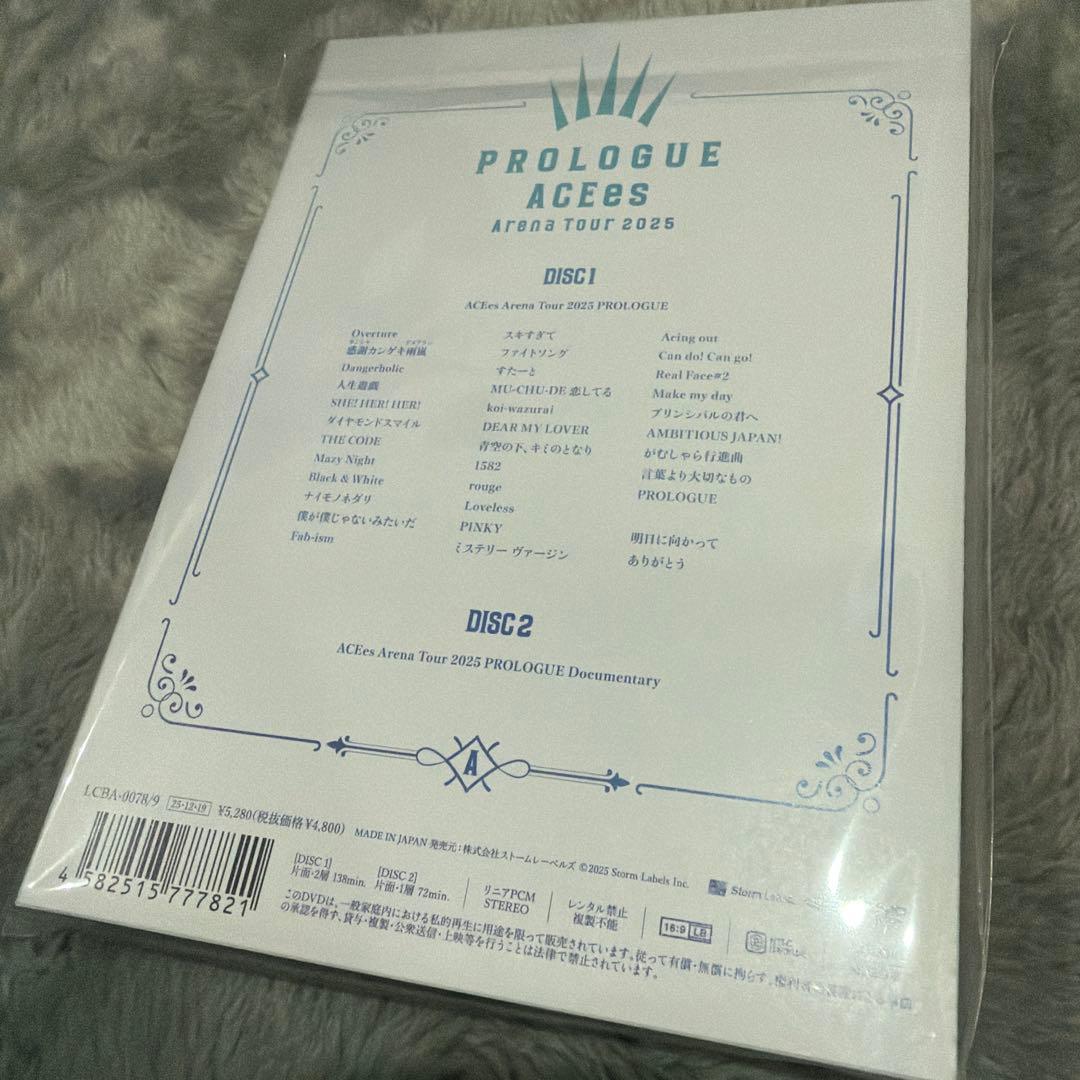 PROLOGUE
ACEes
Arena Tour 2025
DISC1
ACEes Arena Tour 2025 PROLOGUE
Overture
感謝カンゲキ雨嵐
Dangerholic
人生遊戯
SHE! HER! HER!
ダイヤモンドスマイル
THE CODE
Mazy Night
Black & White
ナイモノネダリ
僕が僕じゃないみたいだ
Fab-ism
スキすぎて
ファイトソング
すたーと
MU-CHU-DE 恋してる
koi-wazurai
DEAR MY LOVER
青空の下、キミのとなり
1582
rouge
Loveless
PINKY
ミステリー ヴァージン
Acing out
Can do! Can go!
Real Face#2
Make my day
プリンシパルの君へ
AMBITIOUS JAPAN!
がむしゃら行進曲
言葉より大切なもの
PROLOGUE
明日に向かって
ありがとう
DISC2
ACEes Arena Tour 2025 PROLOGUE Documentary
A
LCBA-0078/9 25・12・19 ¥5,280(税抜価格¥4,800) MADE IN JAPAN 発売元：株式会社ストームレーベルズ ©2025 Storm Labels Inc. Storm Labels
4 582515 777821
[DISC 1] 片面・2層 138min.
[DISC 2] 片面・1層 72min.
リニアPCM STEREO
レンタル禁止 複製不能
16:9 LB
このDVDは、一般家庭内における私的再生に用途を限って販売されています。従って有償・無償に拘らず、
の承認を得ず、貸与・複製・公衆送信・上映等を行うことは法律で禁止されています。